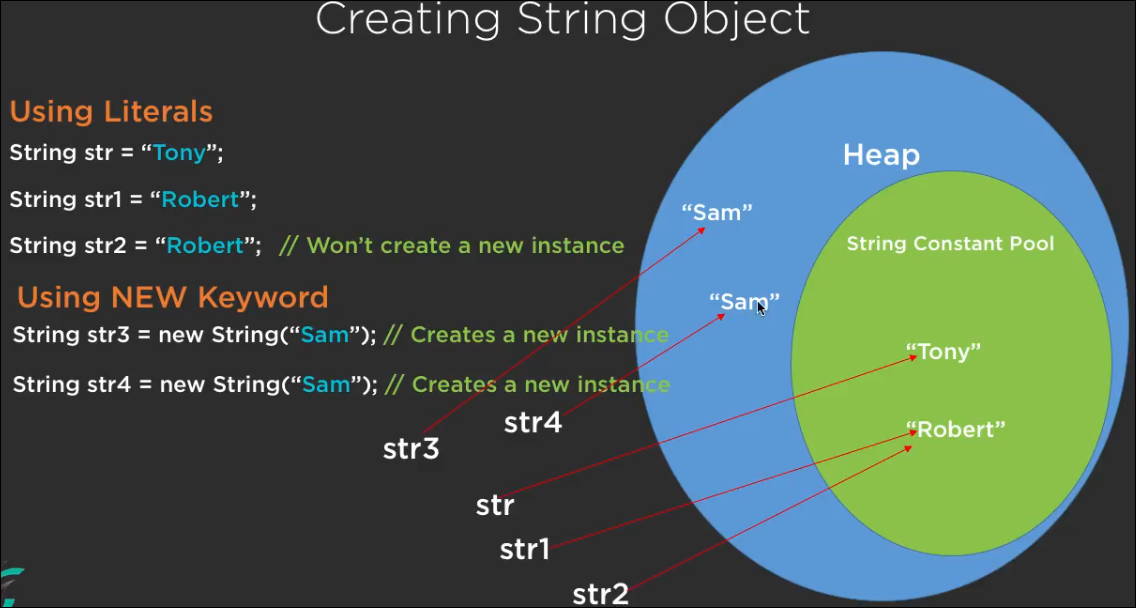 Creating String Object
Using Literals
String str = “Tony”;
String str1 = “Robert”;
String str2 = “Robert”; // Won’t create a new instance
Using NEW Keyword
String str3 = new String(“Sam”); // Creates a new instance
String str4 = new String(“Sam”); // Creates a new instance
str3
str4
str
str1
str2
Heap
“Sam”
“Sam”
String Constant Pool
“Tony”
“Robert”